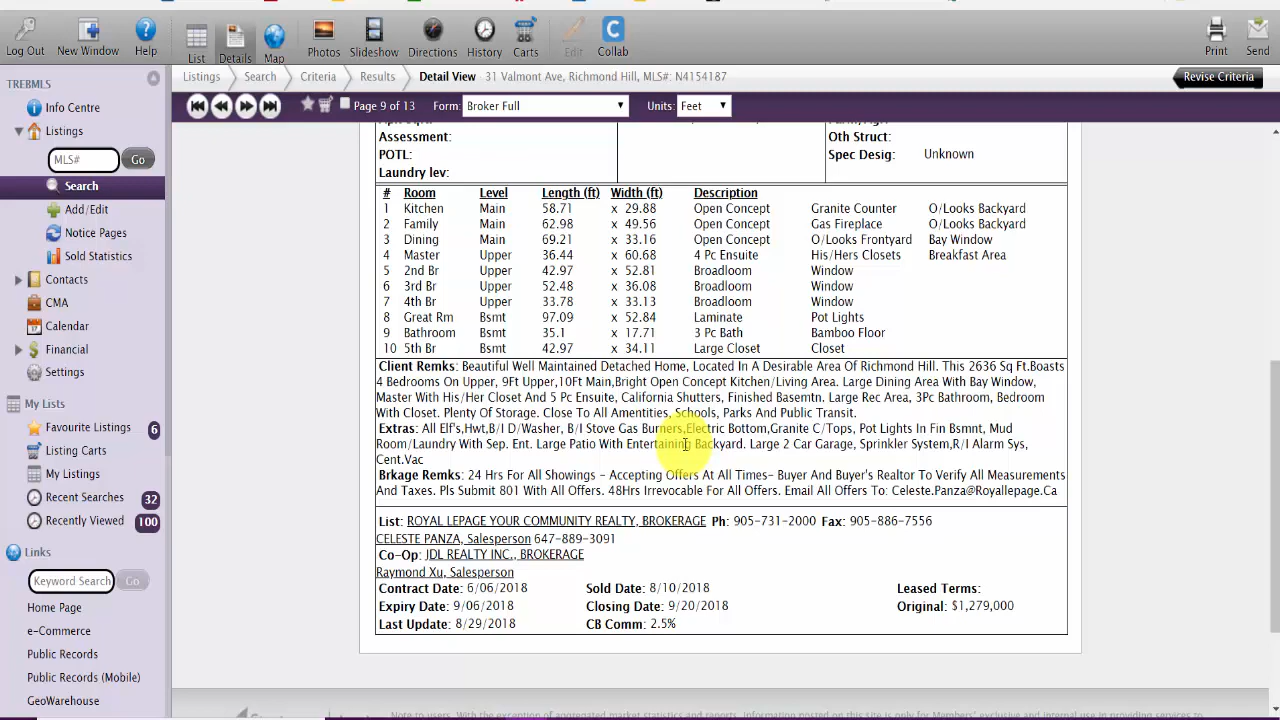 Log Out New Window Help List Details Map Photos Slideshow Directions History Carts Edit Collab Print Send
TREBMLS
Listings Search Criteria Results Detail View 31 Valmont Ave, Richmond Hill, MLS#: N4154187 Revise Criteria
Page 9 of 13 Form: Broker Full Units: Feet
Info Centre
Listings
MLS# Go
Search
Add/Edit
Notice Pages
Sold Statistics
Contacts
CMA
Calendar
Financial
Settings
My Lists
Favourite Listings 6
Listing Carts
My Listings
Recent Searches 32
Recently Viewed 100
Links
Keyword Search Go
Home Page
e-Commerce
Public Records
Public Records (Mobile)
GeoWarehouse
Assessment: Oth Struct:
POTL: Spec Desig: Unknown
Laundry lev:
# Room Level Length (ft) Width (ft) Description
1 Kitchen Main 58.71 x 29.88 Open Concept Granite Counter O/Looks Backyard
2 Family Main 62.98 x 49.56 Open Concept Gas Fireplace O/Looks Backyard
3 Dining Main 69.21 x 33.16 Open Concept O/Looks Frontyard Bay Window
4 Master Upper 36.44 x 60.68 4 Pc Ensuite His/Hers Closets Breakfast Area
5 2nd Br Upper 42.97 x 52.81 Broadloom Window
6 3rd Br Upper 52.48 x 36.08 Broadloom Window
7 4th Br Upper 33.78 x 33.13 Broadloom Window
8 Great Rm Bsmt 97.09 x 52.84 Laminate Pot Lights
9 Bathroom Bsmt 35.1 x 17.71 3 Pc Bath Bamboo Floor
10 5th Br Bsmt 42.97 x 34.11 Large Closet Closet
Client Remks: Beautiful Well Maintained Detached Home, Located In A Desirable Area Of Richmond Hill. This 2636 Sq Ft.Boasts
4 Bedrooms On Upper, 9Ft Upper,10Ft Main,Bright Open Concept Kitchen/Living Area. Large Dining Area With Bay Window,
Master With His/Her Closet And 5 Pc Ensuite, California Shutters, Finished Basemtn. Large Rec Area, 3Pc Bathroom, Bedroom
With Closet. Plenty Of Storage. Close To All Amentities, Schools, Parks And Public Transit.
Extras: All Elf's,Hwt,B/I D/Washer, B/I Stove Gas Burners,Electric Bottom,Granite C/Tops, Pot Lights In Fin Bsmnt, Mud
Room/Laundry With Sep. Ent. Large Patio With Entertaining Backyard. Large 2 Car Garage, Sprinkler System,R/I Alarm Sys,
Cent.Vac
Brkage Remks: 24 Hrs For All Showings - Accepting Offers At All Times- Buyer And Buyer's Realtor To Verify All Measurements
And Taxes. Pls Submit 801 With All Offers. 48Hrs Irrevocable For All Offers. Email All Offers To: Celeste.Panza@Royallepage.Ca
List: ROYAL LEPAGE YOUR COMMUNITY REALTY, BROKERAGE Ph: 905-731-2000 Fax: 905-886-7556
CELESTE PANZA, Salesperson 647-889-3091
Co-Op: JDL REALTY INC., BROKERAGE
Raymond Xu, Salesperson
Contract Date: 6/06/2018 Sold Date: 8/10/2018 Leased Terms:
Expiry Date: 9/06/2018 Closing Date: 9/20/2018 Original: $1,279,000
Last Update: 8/29/2018 CB Comm: 2.5%